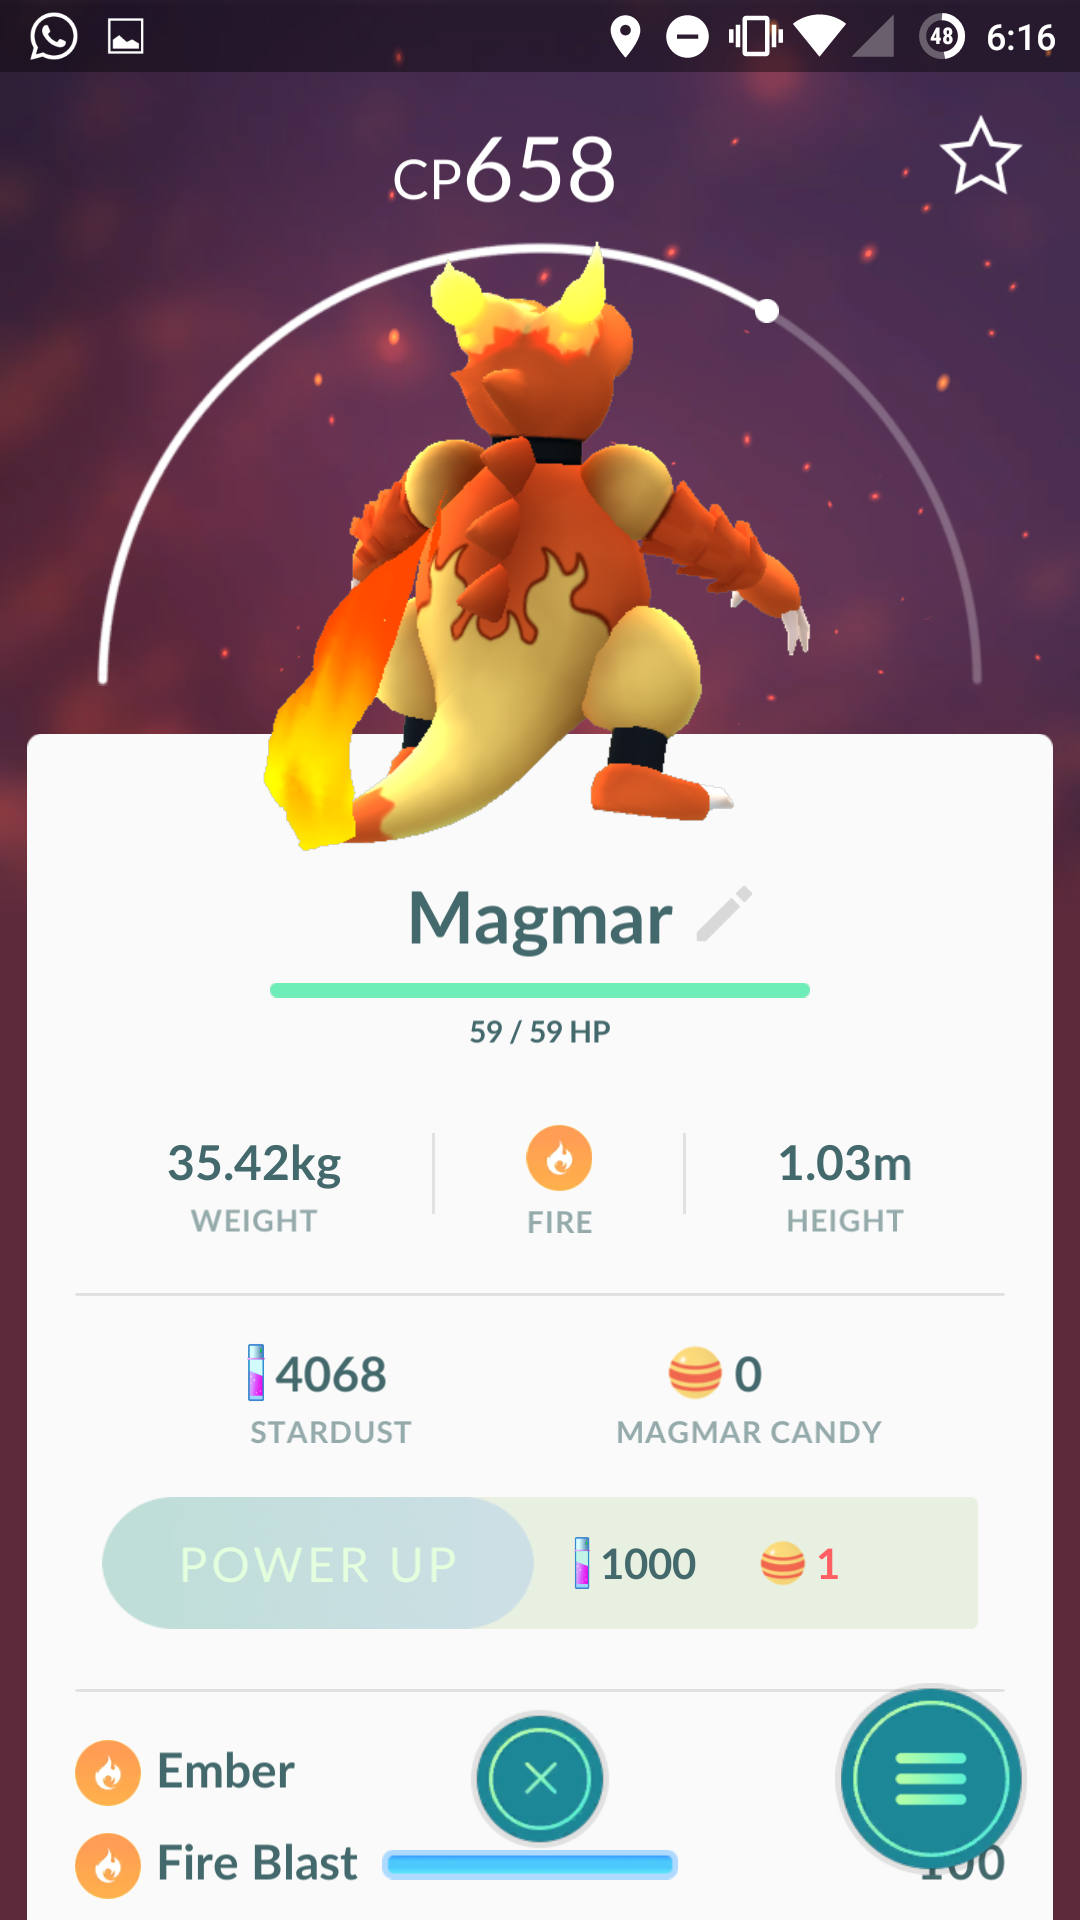 48 6:16
CP658
Magmar
59 / 59 HP
35.42kg
WEIGHT
FIRE
1.03m
HEIGHT
4068
STARDUST
0
MAGMAR CANDY
POWER UP 1000 1
Ember
Fire Blast 100